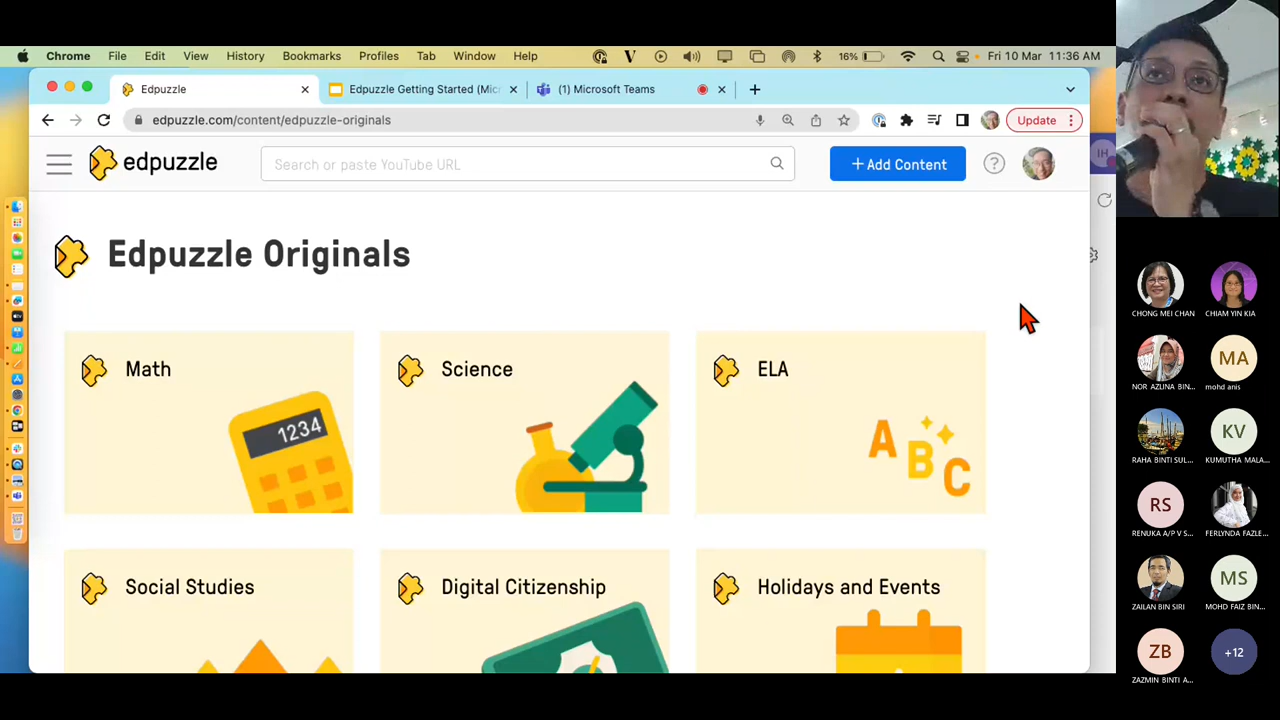 Chrome File Edit View History Bookmarks Profiles Tab Window Help V 16% Fri 10 Mar 11:36 AM
Edpuzzle Edpuzzle Getting Started (Mic (1) Microsoft Teams
edpuzzle.com/content/edpuzzle-originals Update
edpuzzle Search or paste YouTube URL + Add Content ? IH
Edpuzzle Originals
Math Science ELA
1234
A B C
Social Studies Digital Citizenship Holidays and Events
CHONG MEI CHAN CHIAM YIN KIA
MA
NOR AZLINA BIN... mohd anis
KV
RAHA BINTI SUL... KUMUTHA MALA...
RS
RENUKA A/P V S... FERLYNDA FAZLE...
MS
ZAILAN BIN SIRI MOHD FAIZ BIN...
ZB +12
ZAZMIN BINTI A...